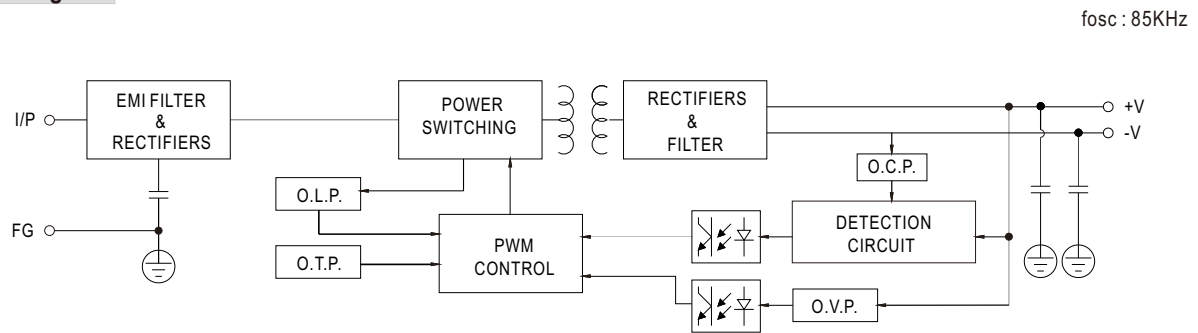 fosc : 85KHz
I/P
EMI FILTER
&
RECTIFIERS
POWER
SWITCHING
RECTIFIERS
&
FILTER
+V
-V
O.C.P.
O.L.P.
FG
DETECTION
CIRCUIT
PWM
CONTROL
O.T.P.
O.V.P.